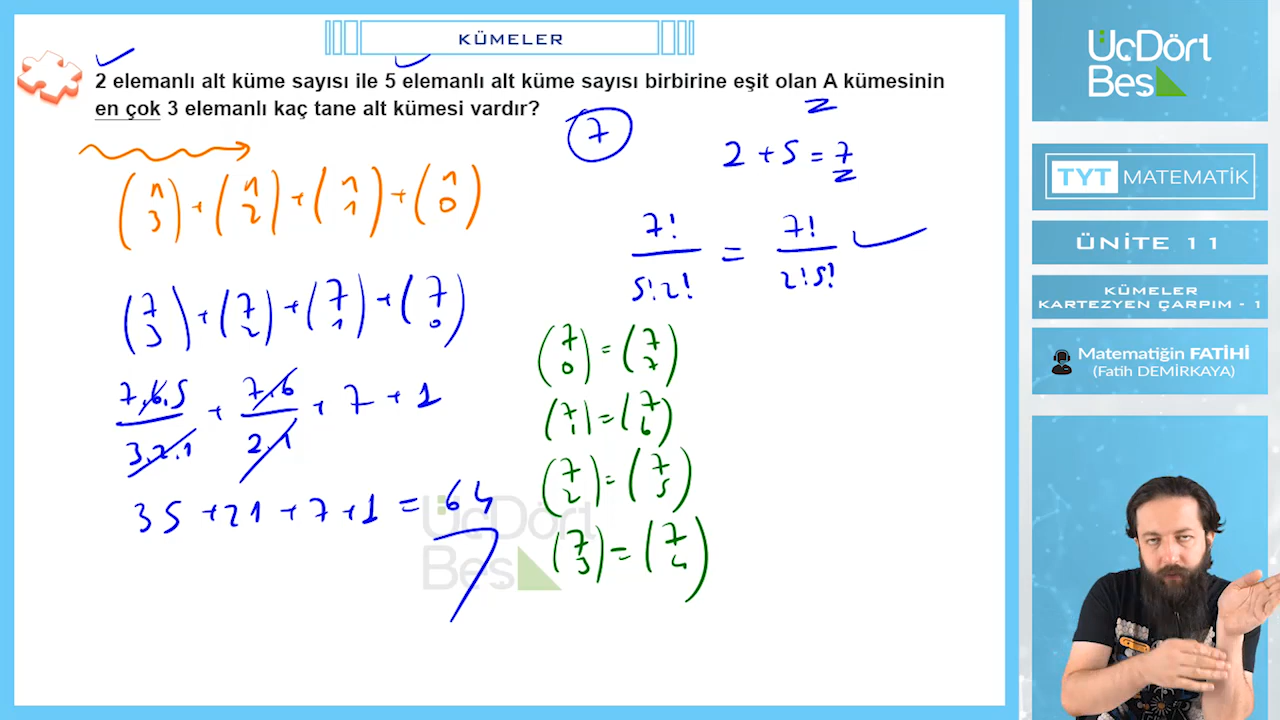 KÜMELER
2 elemanlı alt küme sayısı ile 5 elemanlı alt küme sayısı birbirine eşit olan A kümesinin
en çok 3 elemanlı kaç tane alt kümesi vardır?
7
2 + 5 = 7
(n 3) + (n 2) + (n 1) + (n 0)
7! / 5!2! = 7! / 2!5!
(7 3) + (7 2) + (7 1) + (7 0)
7.6.5 / 3.2.1 + 7.6 / 2.1 + 7 + 1
35 + 21 + 7 + 1 = 64
(7 0) = (7 7)
(7 1) = (7 6)
(7 2) = (7 5)
(7 3) = (7 4)
ÜçDört
Beş
ÜçDört
Beş
TYT MATEMATİK
ÜNİTE 11
KÜMELER
KARTEZYEN ÇARPIM - 1
Matematiğin FATİHİ
(Fatih DEMİRKAYA)